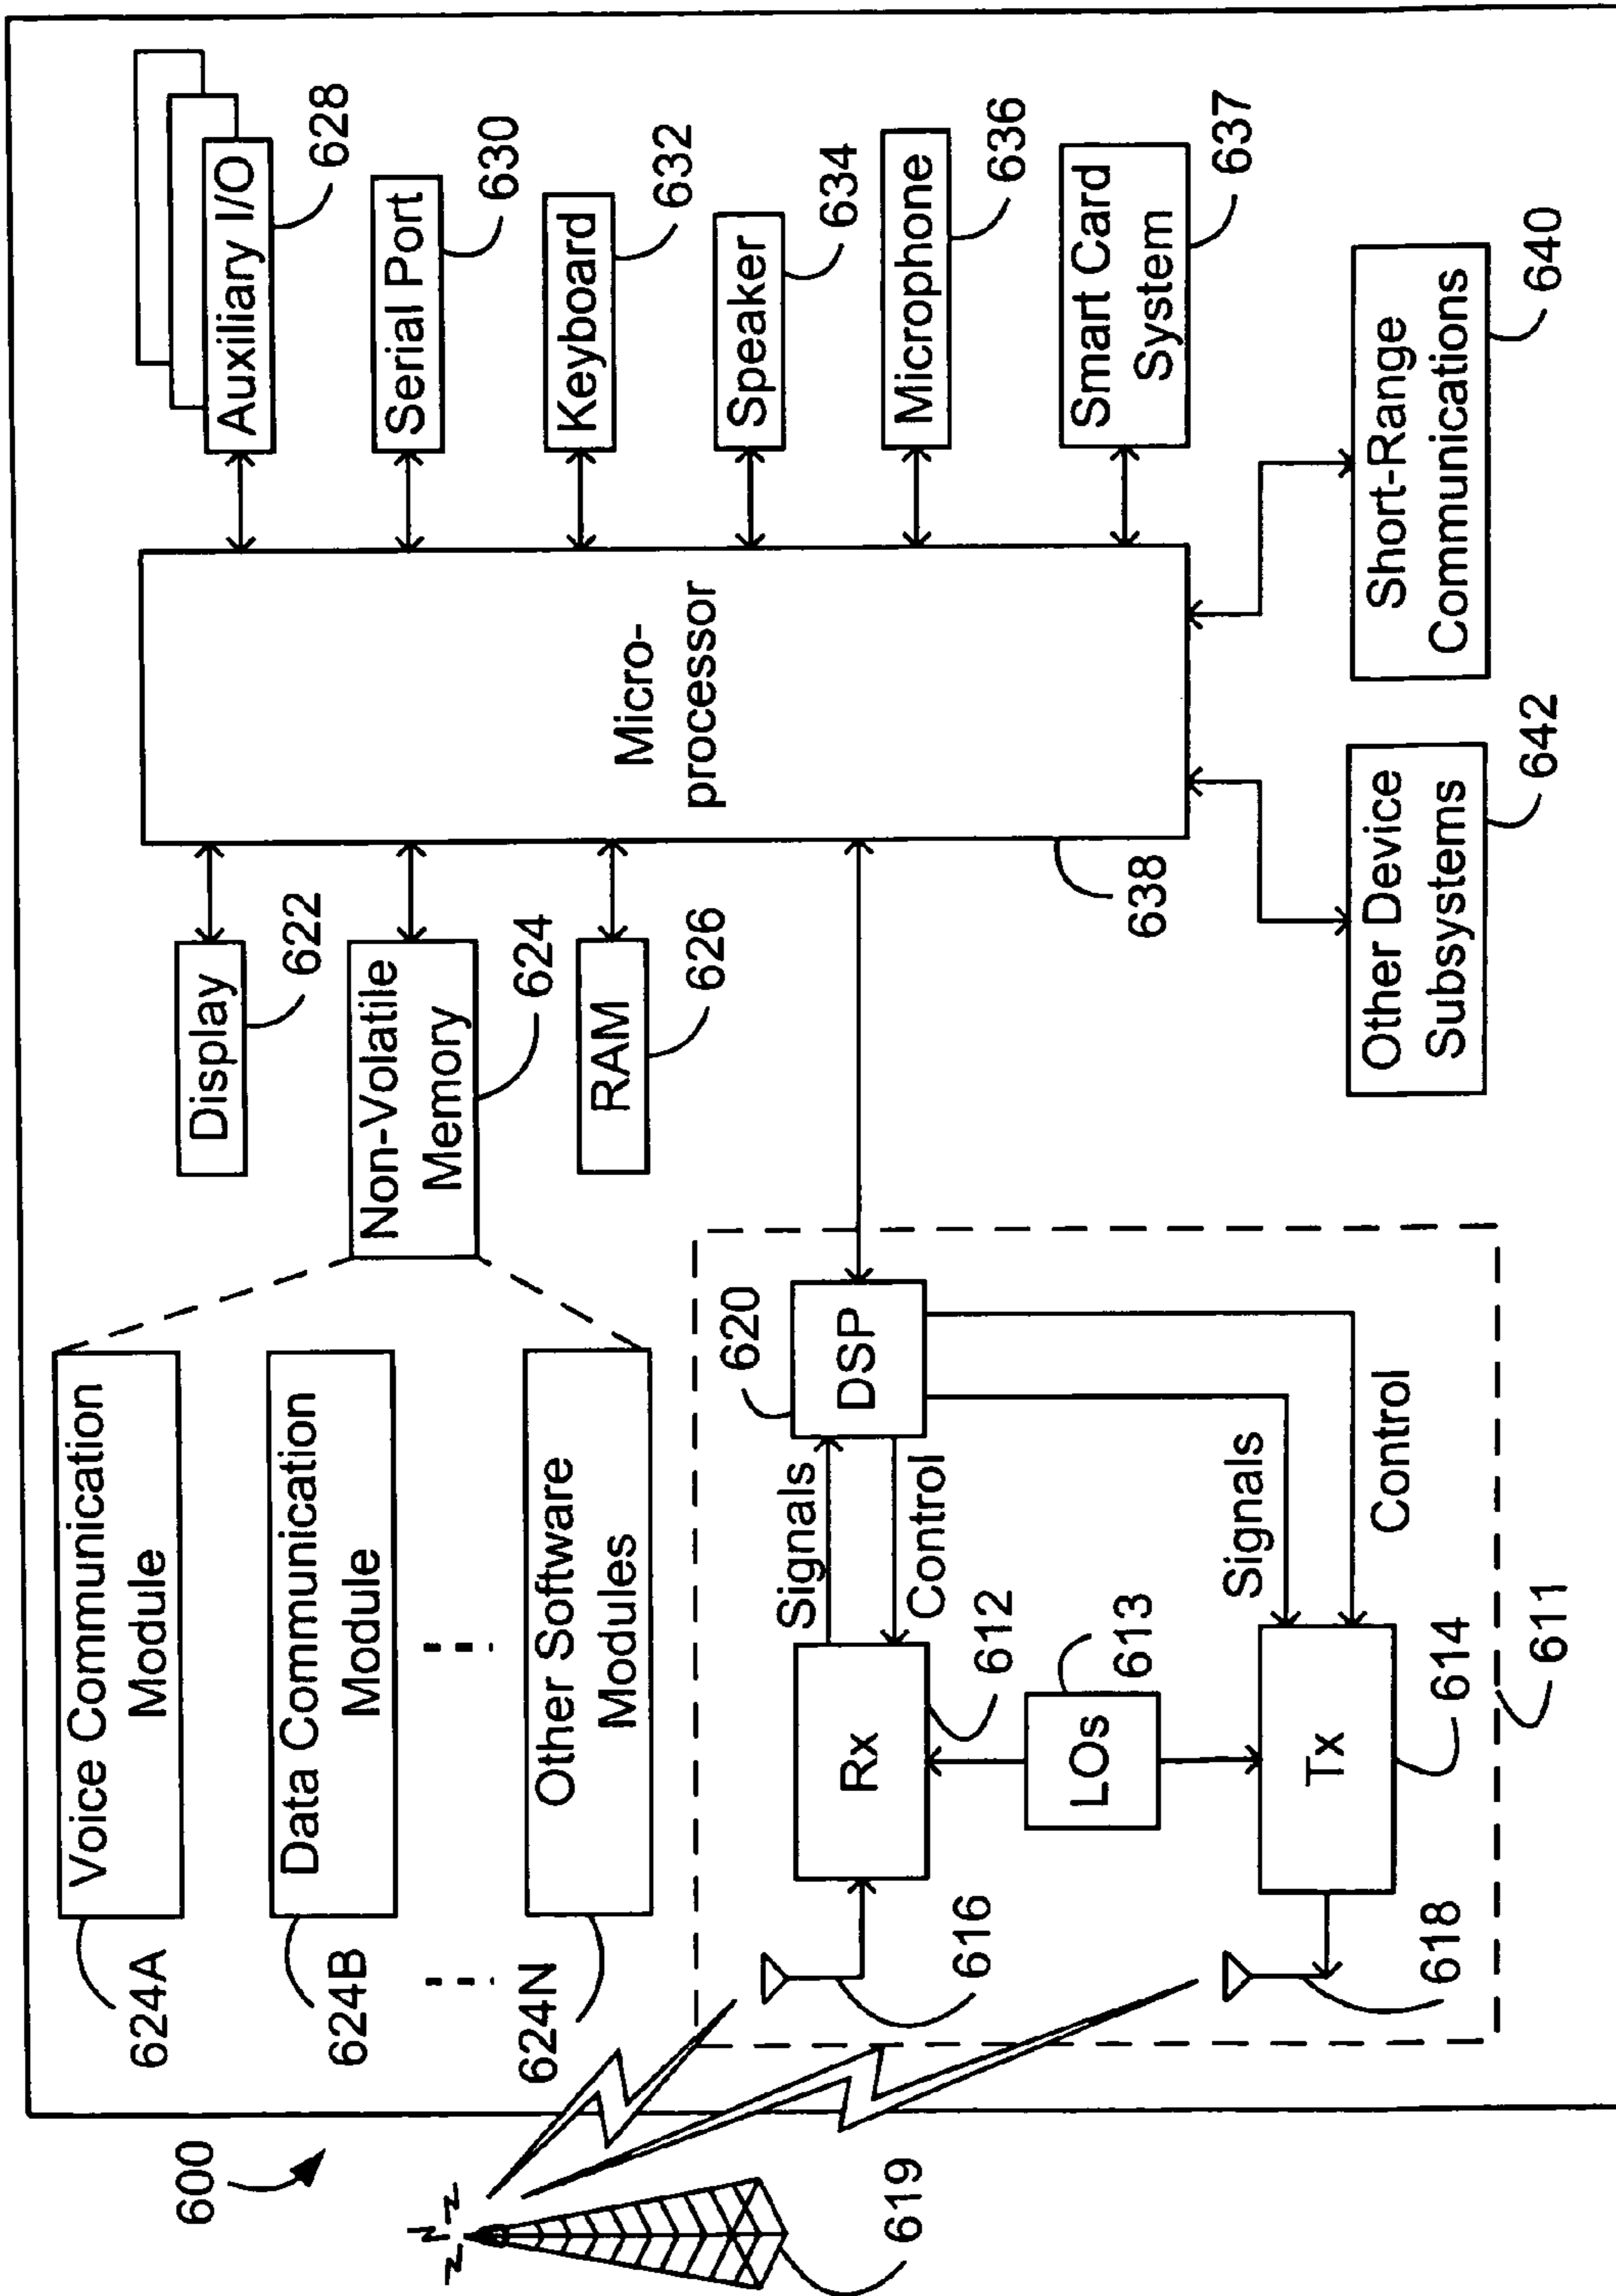 600
619
624A
Voice Communication
Module
624B
Data Communication
Module
624N
Other Software
Modules
Display
622
Non-Volatile
Memory
624
RAM
626
Micro-
processor
638
Auxiliary I/O
628
Serial Port
630
Keyboard
632
Speaker
634
Microphone
636
Smart Card
System
637
Short-Range
Communications
640
Other Device
Subsystems
642
620
DSP
Signals
Control
Rx
612
LOs
613
Signals
Control
Tx
614
616
618
611